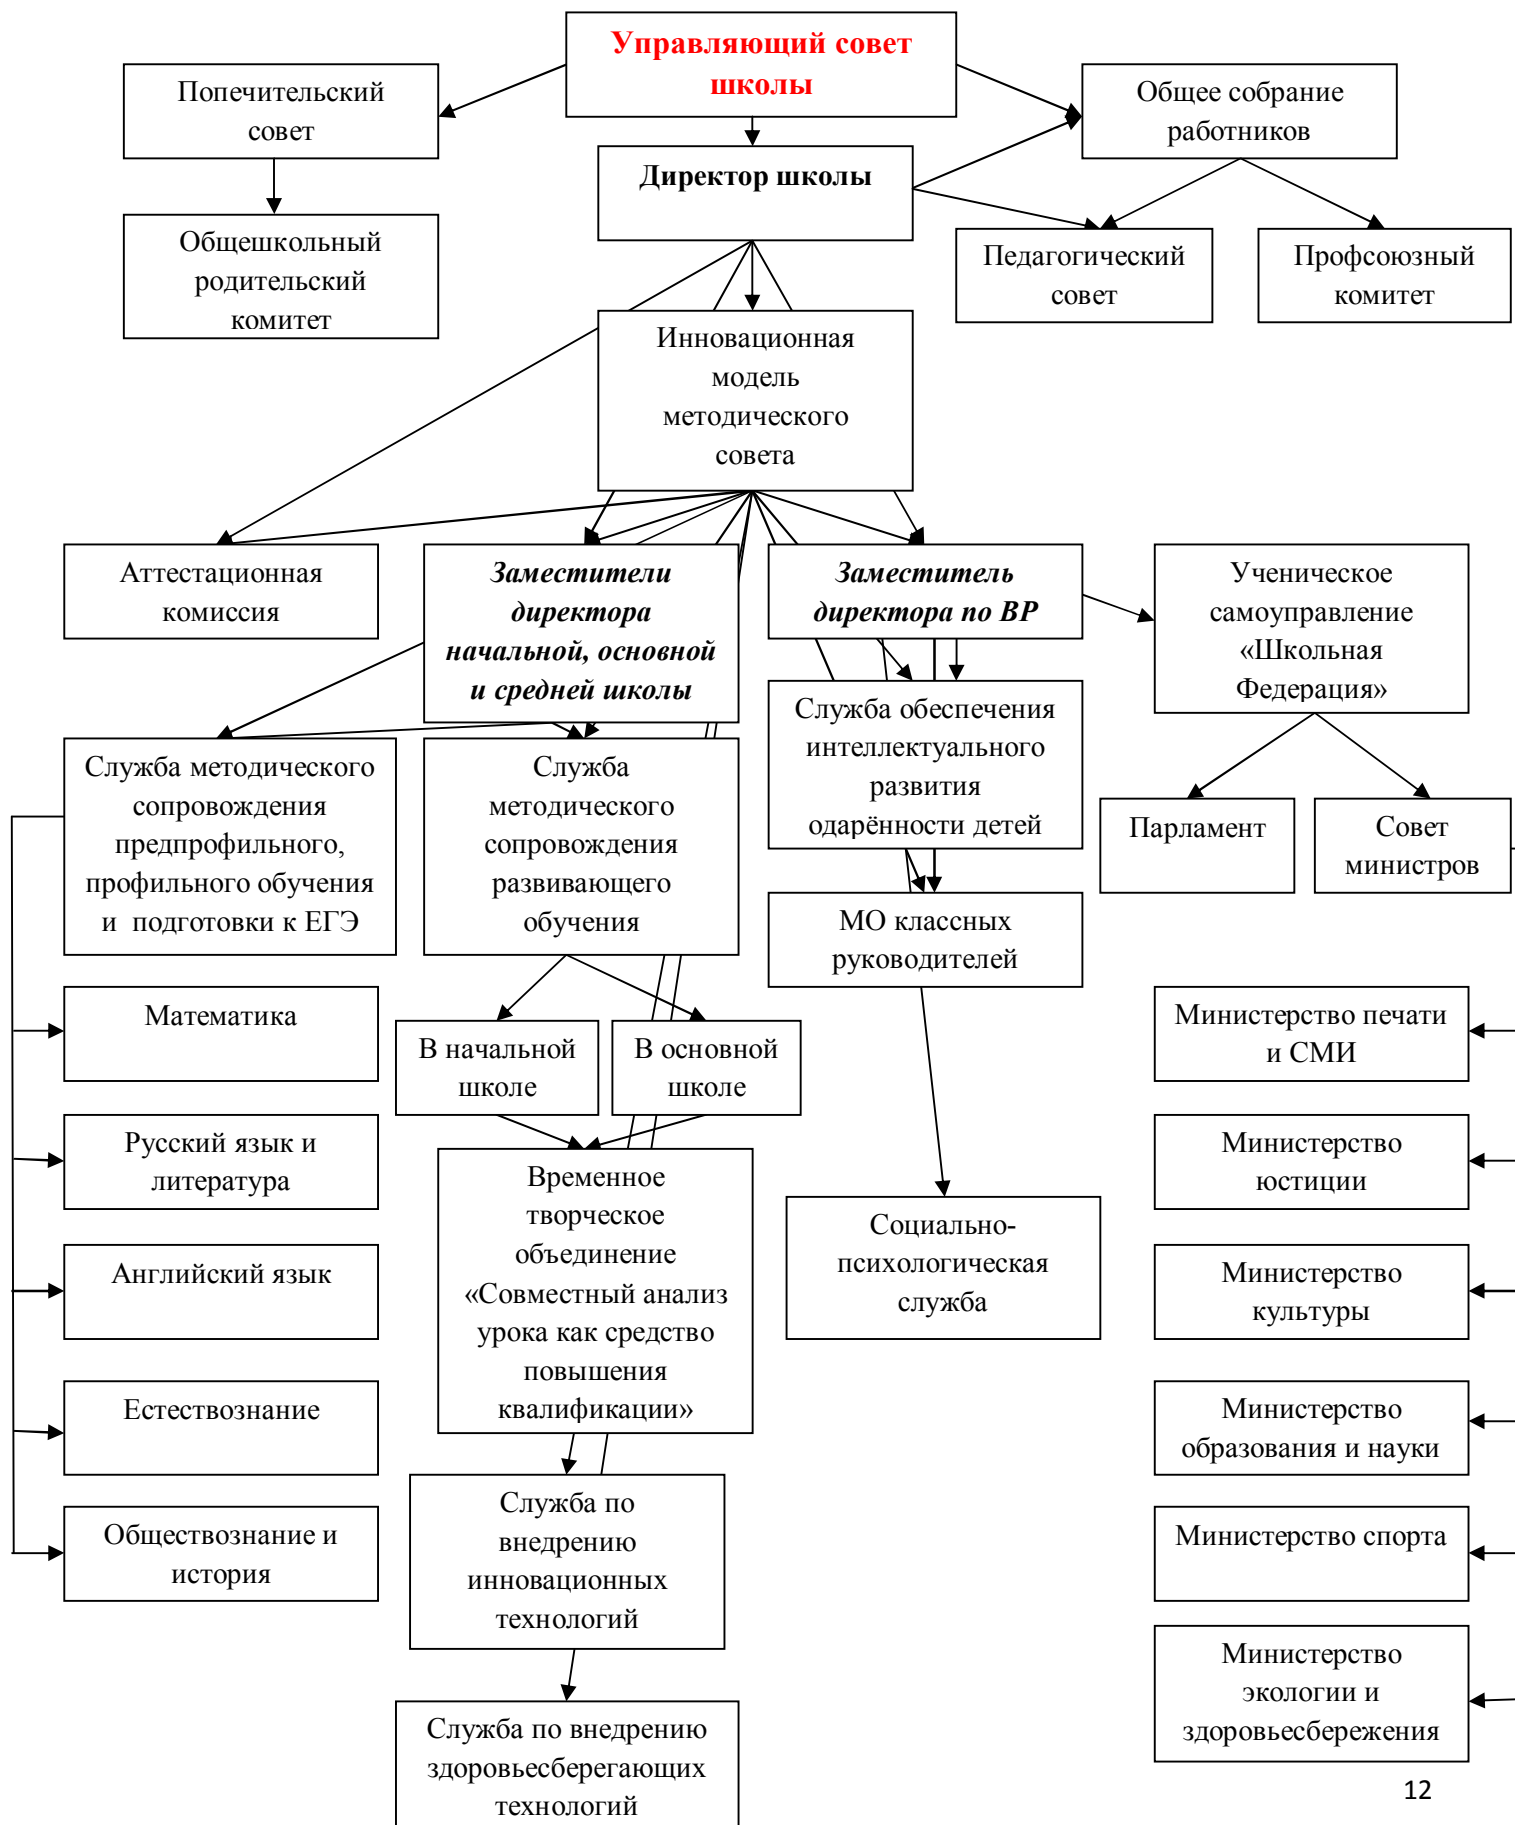 Управляющий совет
школы
Попечительский
совет
Общее собрание
работников
Директор школы
Общешкольный
родительский
комитет
Педагогический
совет
Профсоюзный
комитет
Инновационная
модель
методического
совета
Аттестационная
комиссия
Заместители
директора
начальной, основной
и средней школы
Заместитель
директора по ВР
Ученическое
самоуправление
«Школьная
Федерация»
Служба методического
сопровождения
предпрофильного,
профильного обучения
и подготовки к ЕГЭ
Служба
методического
сопровождения
развивающего
обучения
Служба обеспечения
интеллектуального
развития
одарённости детей
Парламент
Совет
министров
МО классных
руководителей
Математика
В начальной
школе
В основной
школе
Министерство печати
и СМИ
Русский язык и
литература
Временное
творческое
объединение
«Совместный анализ
урока как средство
повышения
квалификации»
Социально-
психологическая
служба
Министерство
юстиции
Английский язык
Министерство
культуры
Естествознание
Министерство
образования и науки
Обществознание и
история
Служба по
внедрению
инновационных
технологий
Министерство спорта
Министерство
экологии и
здоровьесбережения
Служба по внедрению
здоровьесберегающих
технологий
12